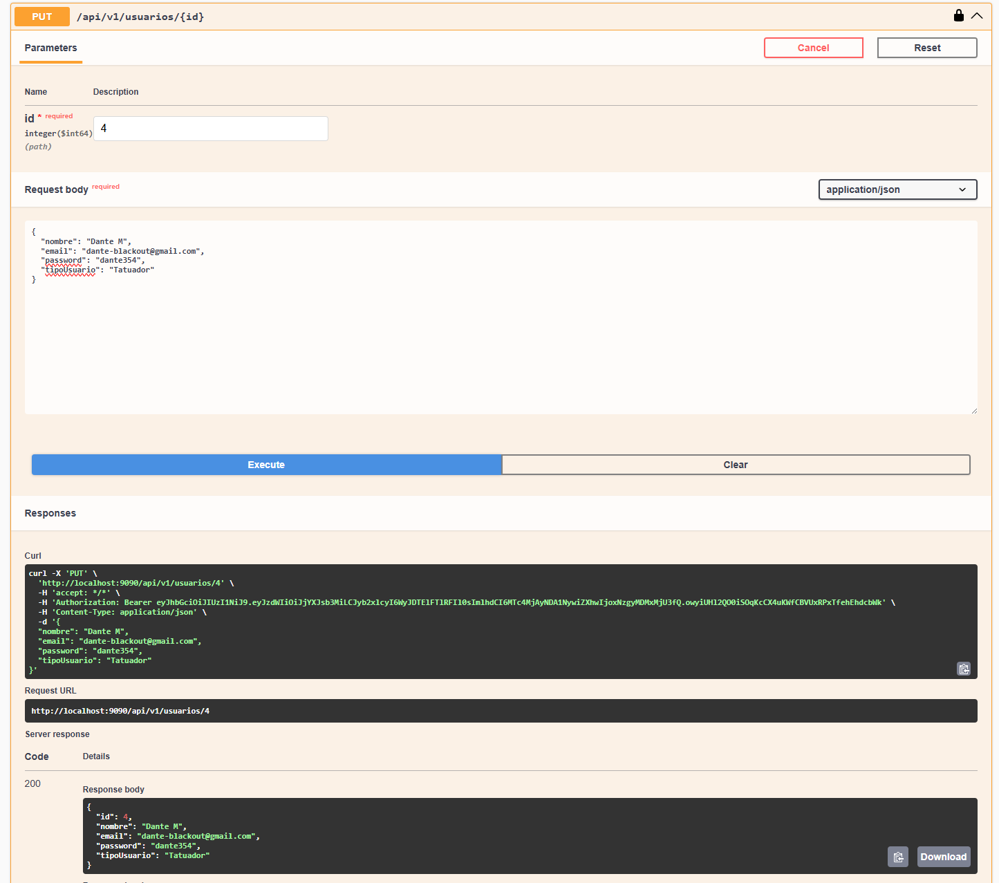 PUT /api/v1/usuarios/{id}
Parameters
Cancel
Reset
Name Description
id * required
integer($int64)
(path)
4
Request body required
application/json
{
"nombre": "Dante M",
"email": "dante-blackout@gmail.com",
"password": "dante354",
"tipoUsuario": "Tatuador"
}
Execute
Clear
Responses
Curl
curl -X 'PUT' \
'http://localhost:9090/api/v1/usuarios/4' \
-H 'accept: */*' \
-H 'Authorization: Bearer \
-H 'Content-Type: application/json' \
-d '{
"nombre": "Dante M",
"email": "dante-blackout@gmail.com",
"password": "dante354",
"tipoUsuario": "Tatuador"
}'
Request URL
http://localhost:9090/api/v1/usuarios/4
Server response
Code Details
200
Response body
{
"id": 4,
"nombre": "Dante M",
"email": "dante-blackout@gmail.com",
"password": "dante354",
"tipoUsuario": "Tatuador"
}
Download